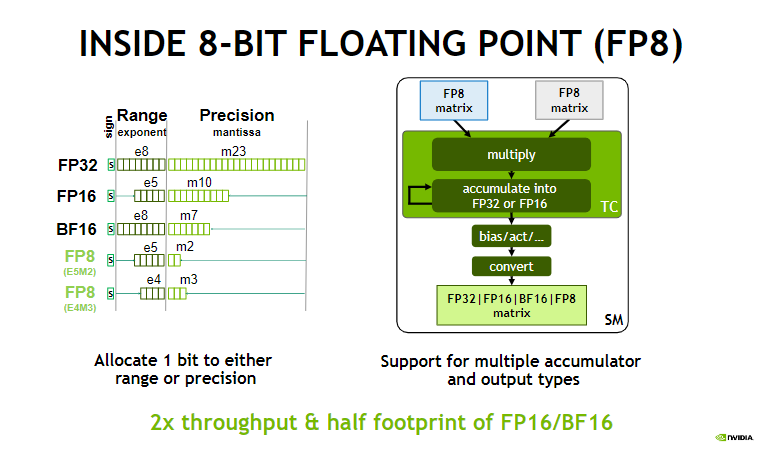 INSIDE 8-BIT FLOATING POINT (FP8)
sign
Range
exponent
Precision
mantissa
FP32
s
e8
m23
FP16
s
e5
m10
BF16
s
e8
m7
FP8
(E5M2)
s
e5
m2
FP8
(E4M3)
s
e4
m3
Allocate 1 bit to either
range or precision
FP8
matrix
FP8
matrix
multiply
accumulate into
FP32 or FP16
TC
bias/act/...
convert
FP32|FP16|BF16|FP8
matrix
SM
Support for multiple accumulator
and output types
2x throughput & half footprint of FP16/BF16
NVIDIA.